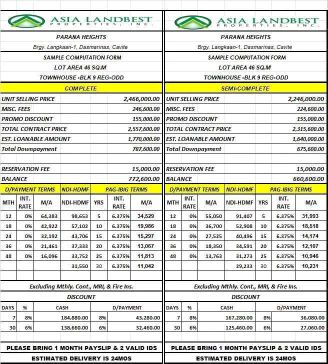 ASIA LANDBEST
PROPERTIES, INC.
PARANA HEIGHTS
Brgy. Langkaan-1, Dasmarinas, Cavite
SAMPLE COMPUTATION FORM
LOT AREA 46 SQ.M
TOWNHOUSE -BLK 9 REG-ODD
COMPLETE
UNIT SELLING PRICE 2,466,000.00
MISC. FEES 246,600.00
PROMO DISCOUNT 155,000.00
TOTAL CONTRACT PRICE 2,557,600.00
EST. LOAN AMOUNT 1,770,000.00
Total Downpayment 787,600.00
RESERVATION FEE 15,000.00
BALANCE 772,600.00
D/PAYMENT TERMS NDI-HDMF PAG-IBIG TERMS
MTH INT. RATE M/A NDI-HDMF YRS INT. RATE M/A
12 0% 64,383 98,653 5 6.375% 34,529
18 0% 42,922 57,102 10 6.375% 19,986
24 0% 32,192 43,706 15 6.375% 15,297
36 0% 21,461 37,333 20 6.375% 13,067
48 0% 16,096 33,752 25 6.375% 11,813
31,550 30 6.375% 11,042
Excluding Mthly. Cont., MRI, & Fire Ins.
DISCOUNT
DAYS % CASH D/PAYMENT
7 8% 184,880.00 8% 43,280.00
30 6% 138,660.00 6% 32,460.00
PLEASE BRING 1 MONTH PAYSLIP & 2 VALID IDS
ESTIMATED DELIVERY IS 24MOS
ASIA LANDBEST
PROPERTIES, INC.
PARANA HEIGHTS
Brgy. Langkaan-1, Dasmarinas, Cavite
SAMPLE COMPUTATION FORM
LOT AREA 46 SQ.M
TOWNHOUSE -BLK 9 REG-ODD
SEMI-COMPLETE
UNIT SELLING PRICE 2,246,000.00
MISC. FEES 224,600.00
PROMO DISCOUNT 155,000.00
TOTAL CONTRACT PRICE 2,315,600.00
EST. LOAN AMOUNT 1,640,000.00
Total Downpayment 675,600.00
RESERVATION FEE 15,000.00
BALANCE 660,600.00
D/PAYMENT TERMS NDI-HDMF PAG-IBIG TERMS
MTH INT. RATE M/A NDI-HDMF YRS INT. RATE M/A
12 0% 55,050 91,407 5 6.375% 31,993
18 0% 36,700 52,908 10 6.375% 18,518
24 0% 27,525 40,496 15 6.375% 14,174
36 0% 18,350 34,591 20 6.375% 12,107
48 0% 13,763 31,273 25 6.375% 10,946
29,233 30 6.375% 10,231
Excluding Mthly. Cont., MRI, & Fire Ins.
DISCOUNT
DAYS % CASH D/PAYMENT
7 8% 167,280.00 8% 36,080.00
30 6% 125,460.00 6% 27,060.00
PLEASE BRING 1 MONTH PAYSLIP & 2 VALID IDS
ESTIMATED DELIVERY IS 24MOS